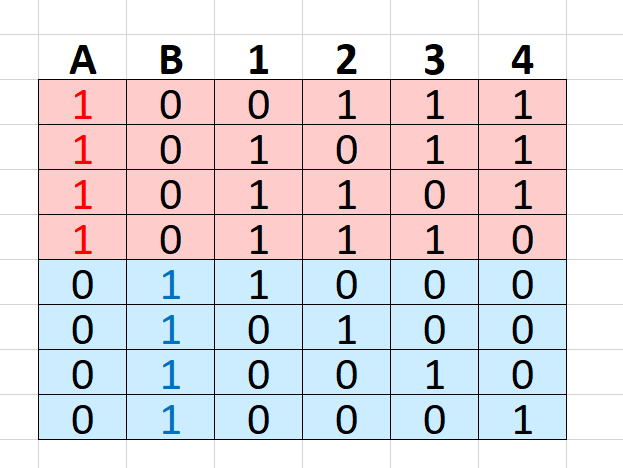 A B 1 2 3 4
1 0 0 1 1 1
1 0 1 0 1 1
1 0 1 1 0 1
1 0 1 1 1 0
0 1 1 0 0 0
0 1 0 1 0 0
0 1 0 0 1 0
0 1 0 0 0 1